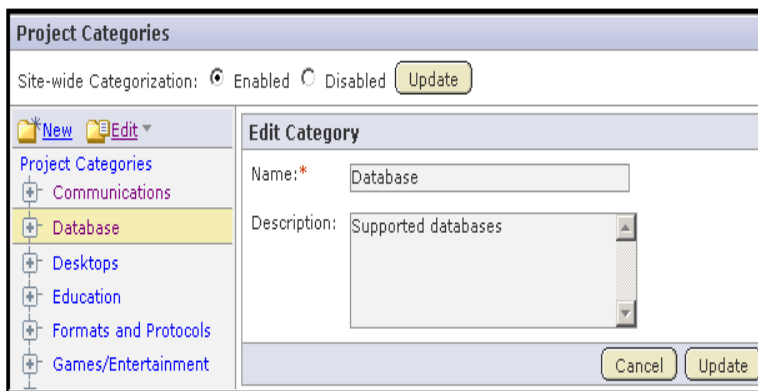 Project Categories
Site-wide Categorization: Enabled Disabled Update
New Edit
Project Categories
Communications
Database
Desktops
Education
Formats and Protocols
Games/Entertainment
Edit Category
Name:* Database
Description: Supported databases
Cancel Update